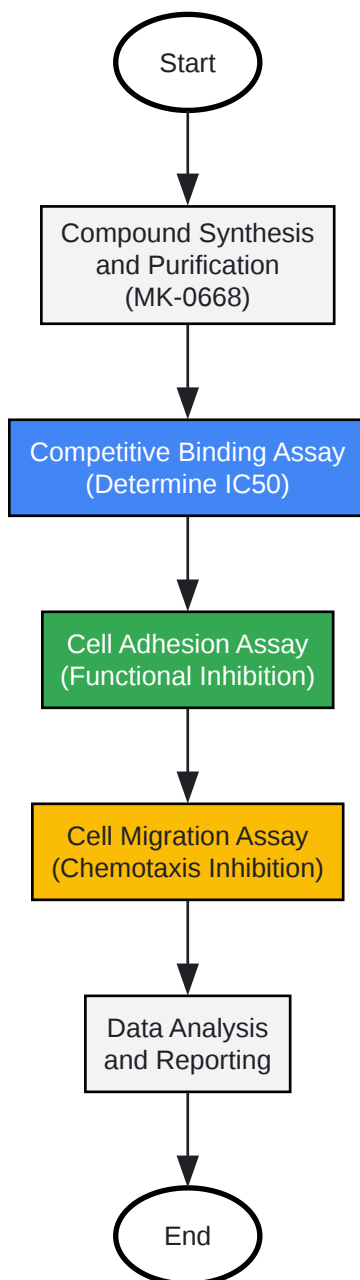 Start
Compound Synthesis
and Purification
(MK-0668)
Competitive Binding Assay
(Determine IC50)
Cell Adhesion Assay
(Functional Inhibition)
Cell Migration Assay
(Chemotaxis Inhibition)
Data Analysis
and Reporting
End